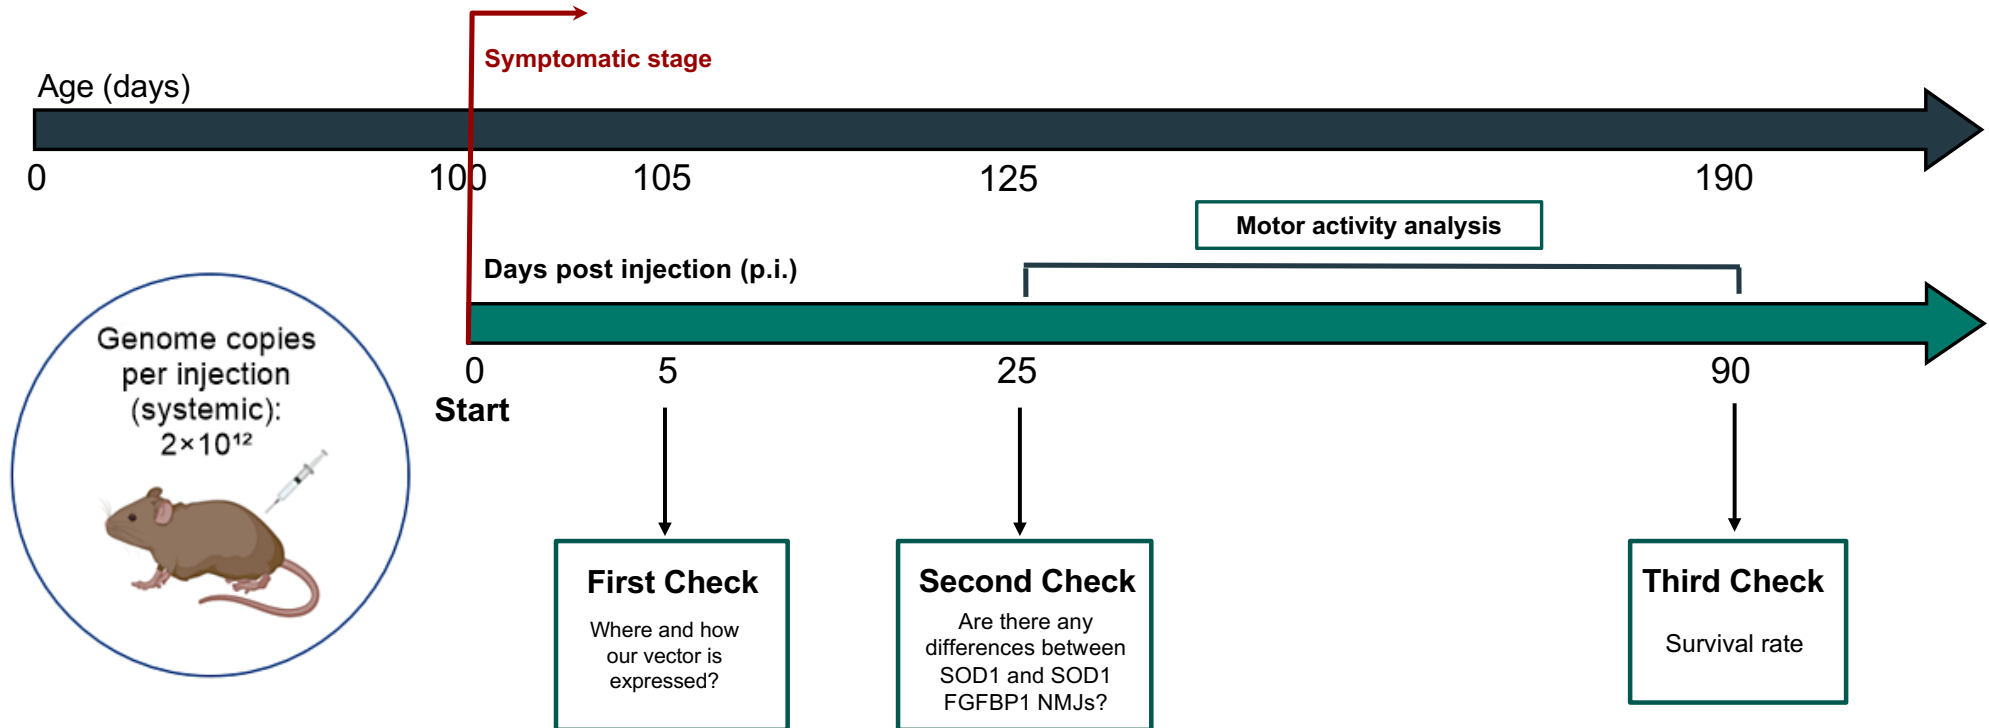 Symptomatic stage
Age (days)
0
100
105
125
190
Motor activity analysis
Days post injection (p.i.)
Genome copies
per injection
(systemic):
2×10¹²
0
5
25
90
Start
First Check
Where and how
our vector is
expressed?
Second Check
Are there any
differences between
SOD1 and SOD1
FGFBP1 NMJs?
Third Check
Survival rate